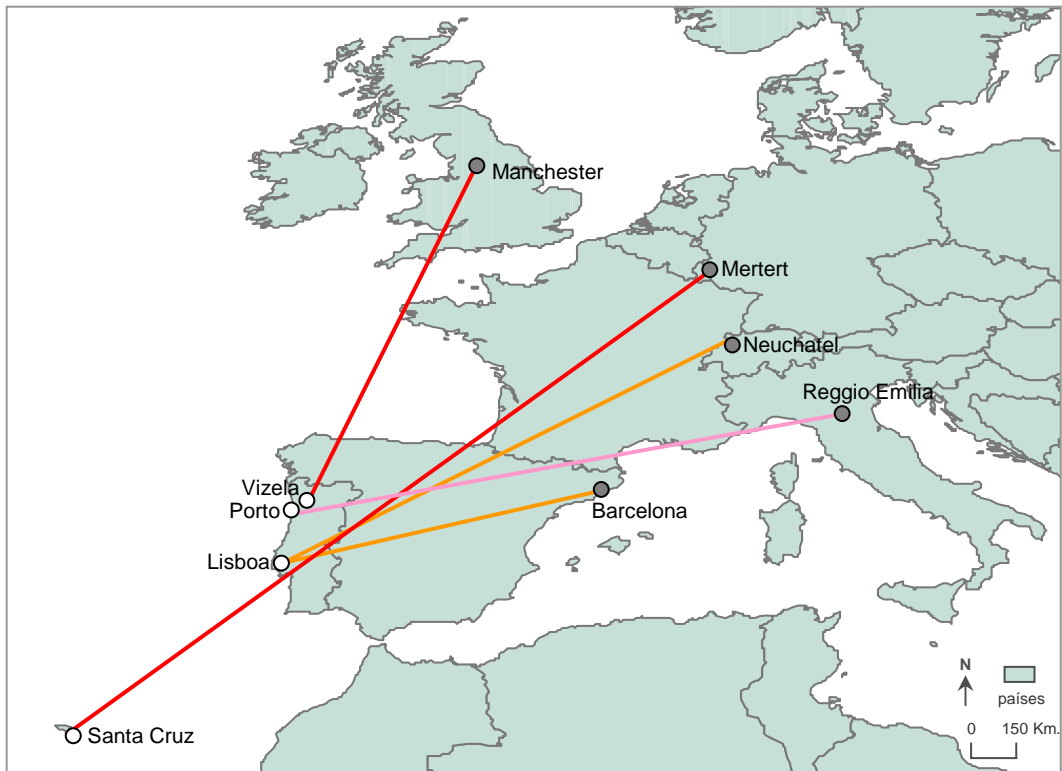 Manchester
Mertert
Neuchatel
Reggio Emilia
Vizela
Porto
Barcelona
Lisboa
Santa Cruz
N
países
0 150 Km.